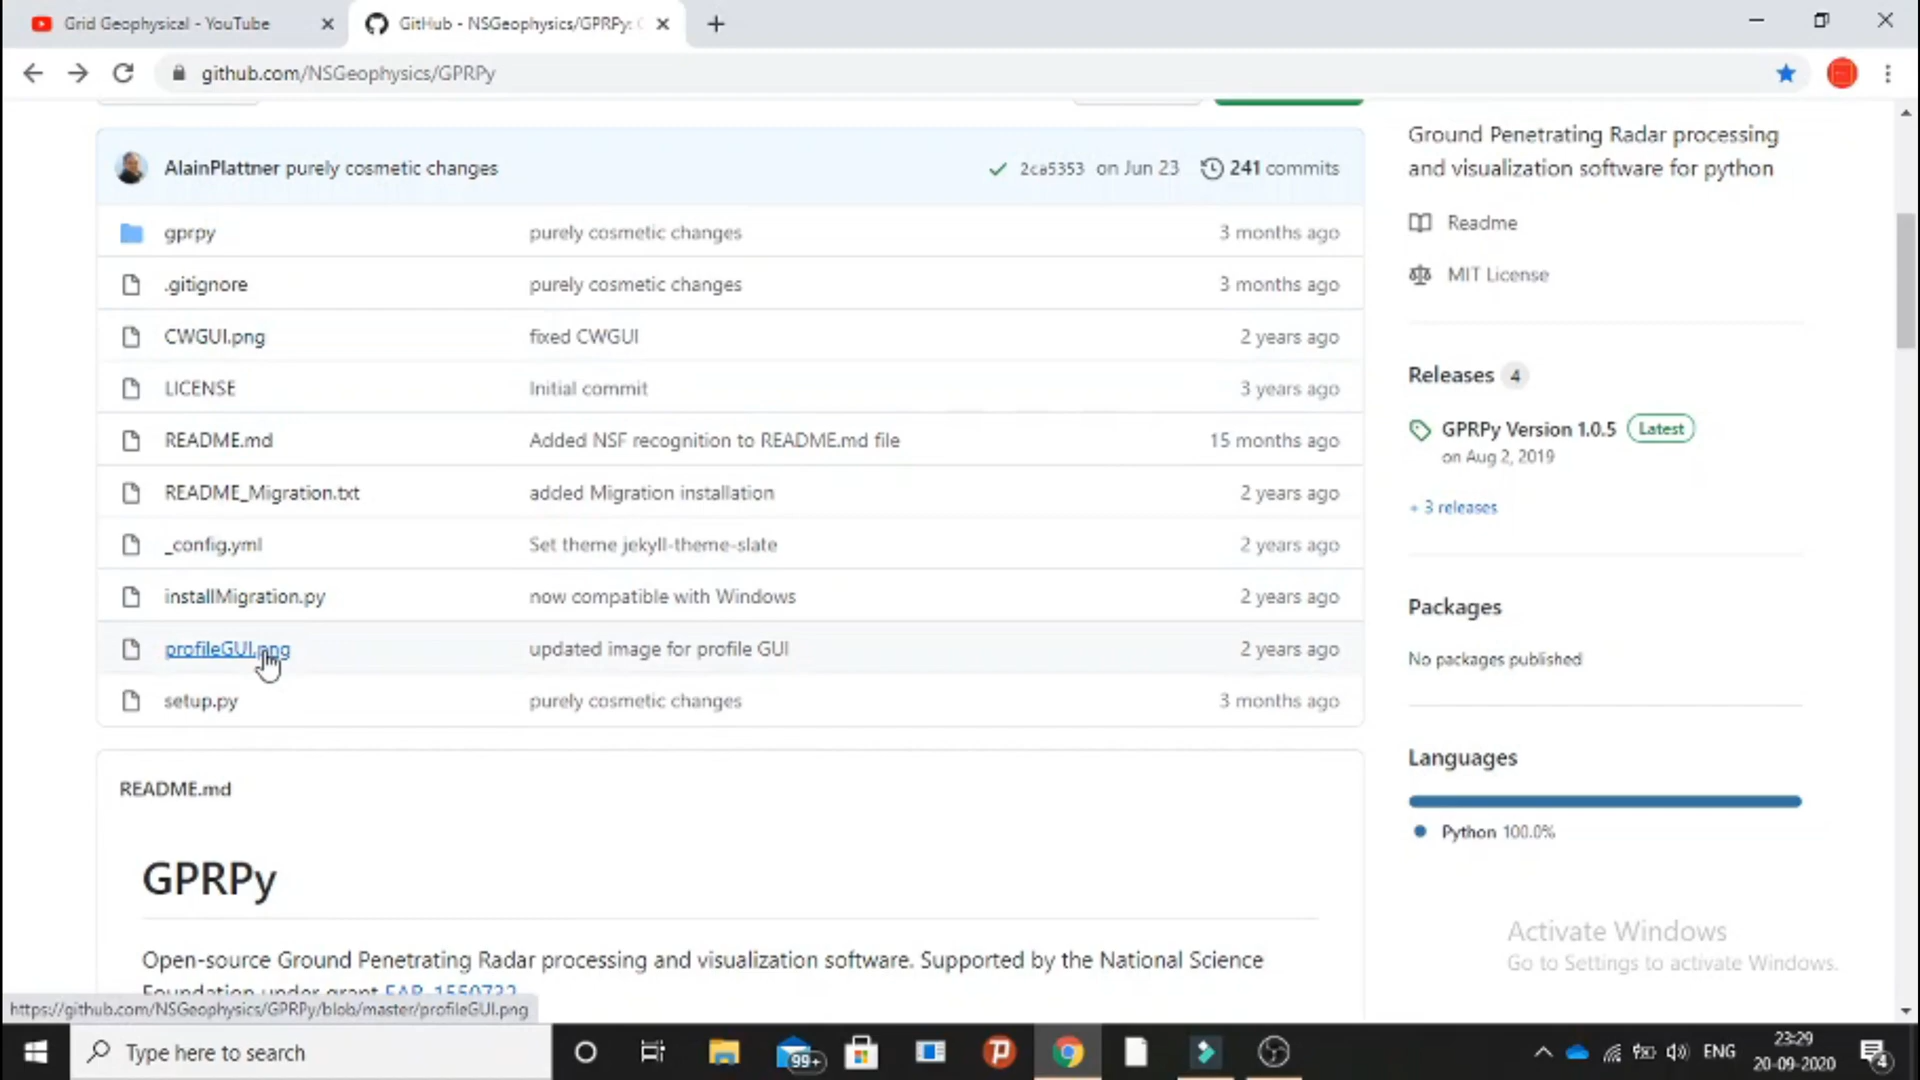 Grid Geophysical - YouTube
GitHub - NSGeophysics/GPRPy:
github.com/NSGeophysics/GPRPy
AlainPlattner purely cosmetic changes 2ca5353 on Jun 23 241 commits
gprpy purely cosmetic changes 3 months ago
.gitignore purely cosmetic changes 3 months ago
CWGUI.png fixed CWGUI 2 years ago
LICENSE Initial commit 3 years ago
README.md Added NSF recognition to README.md file 15 months ago
README_Migration.txt added Migration installation 2 years ago
_config.yml Set theme jekyll-theme-slate 2 years ago
installMigration.py now compatible with Windows 2 years ago
profileGUI.png updated image for profile GUI 2 years ago
setup.py purely cosmetic changes 3 months ago
README.md
GPRPy
Open-source Ground Penetrating Radar processing and visualization software. Supported by the National Science
Foundation under grant EAR-1550732
https://github.com/NSGeophysics/GPRPy/blob/master/profileGUI.png
Ground Penetrating Radar processing
and visualization software for python
Readme
MIT License
Releases 4
GPRPy Version 1.0.5 Latest
on Aug 2, 2019
+ 3 releases
Packages
No packages published
Languages
Python 100.0%
Activate Windows
Go to Settings to activate Windows.
Type here to search
99+
ENG
23:29
20-09-2020
4